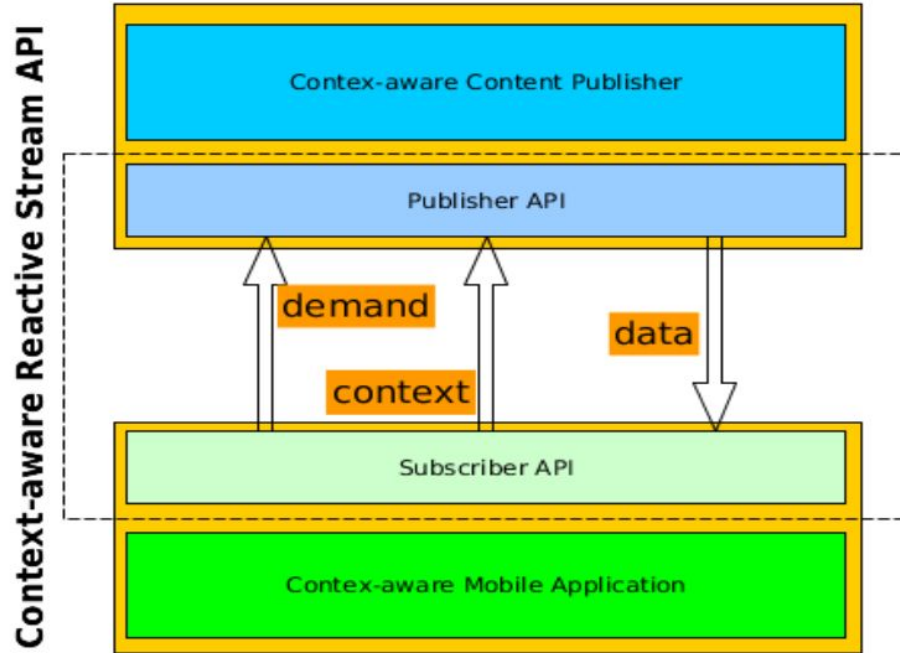 Context-aware Reactive Stream API
Contex-aware Content Publisher
Publisher API
demand
data
context
Subscriber API
Contex-aware Mobile Application